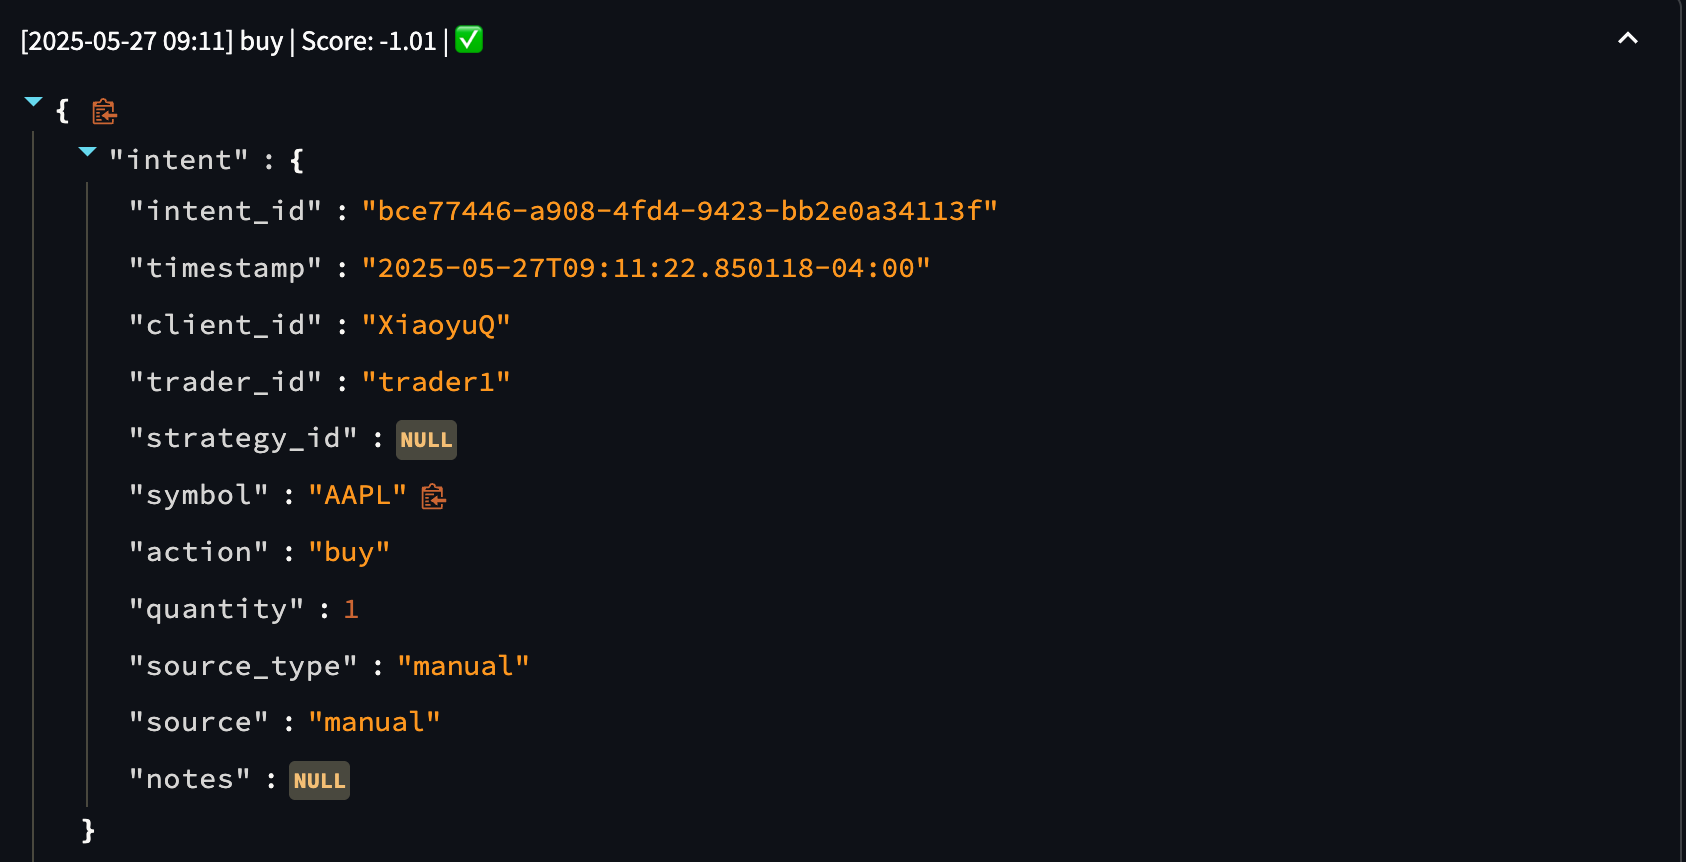 [2025-05-27 09:11] buy | Score: -1.01 | ✅
{
"intent" : {
"intent_id" : "bce77446-a908-4fd4-9423-bb2e0a34113f"
"timestamp" : "2025-05-27T09:11:22.850118-04:00"
"client_id" : "XiaoyuQ"
"trader_id" : "trader1"
"strategy_id" : NULL
"symbol" : "AAPL"
"action" : "buy"
"quantity" : 1
"source_type" : "manual"
"source" : "manual"
"notes" : NULL
}